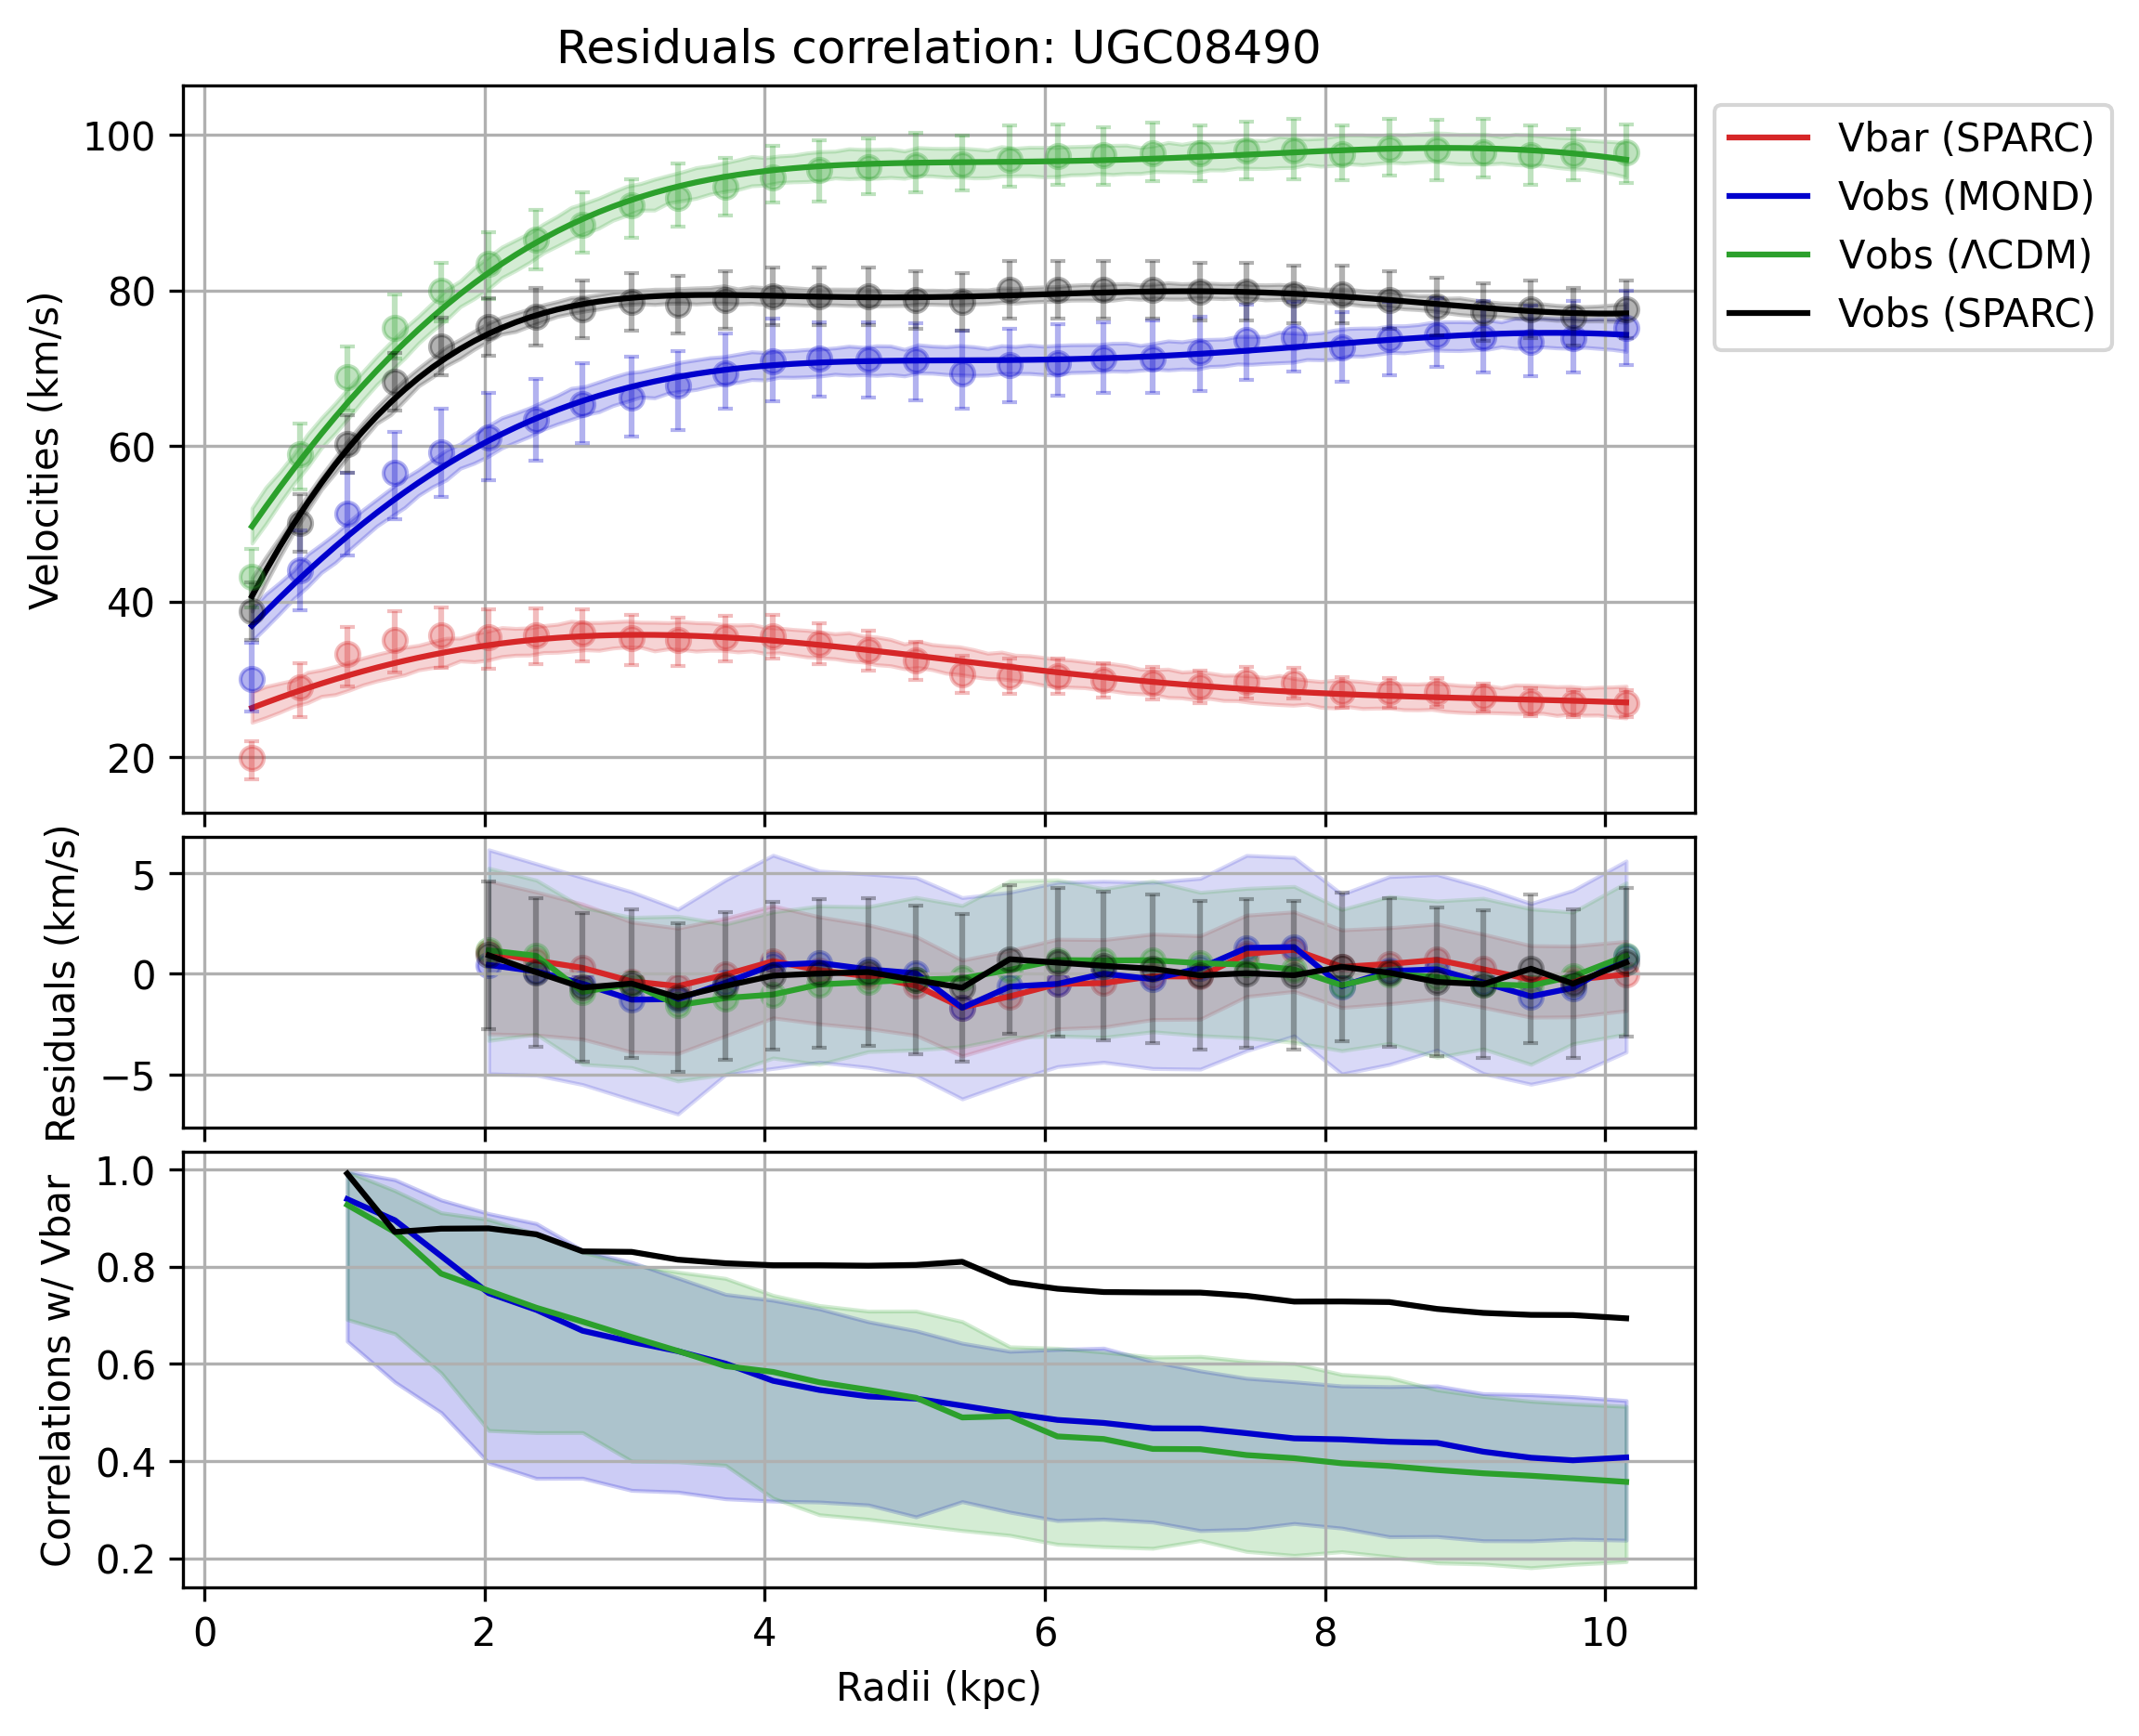 Residuals correlation: UGC08490
Velocities (km/s)
100
80
60
40
20
Vbar (SPARC)
Vobs (MOND)
Vobs (ΛCDM)
Vobs (SPARC)
Residuals (km/s)
5
0
−5
Correlations w/ Vbar
1.0
0.8
0.6
0.4
0.2
0 2 4 6 8 10
Radii (kpc)